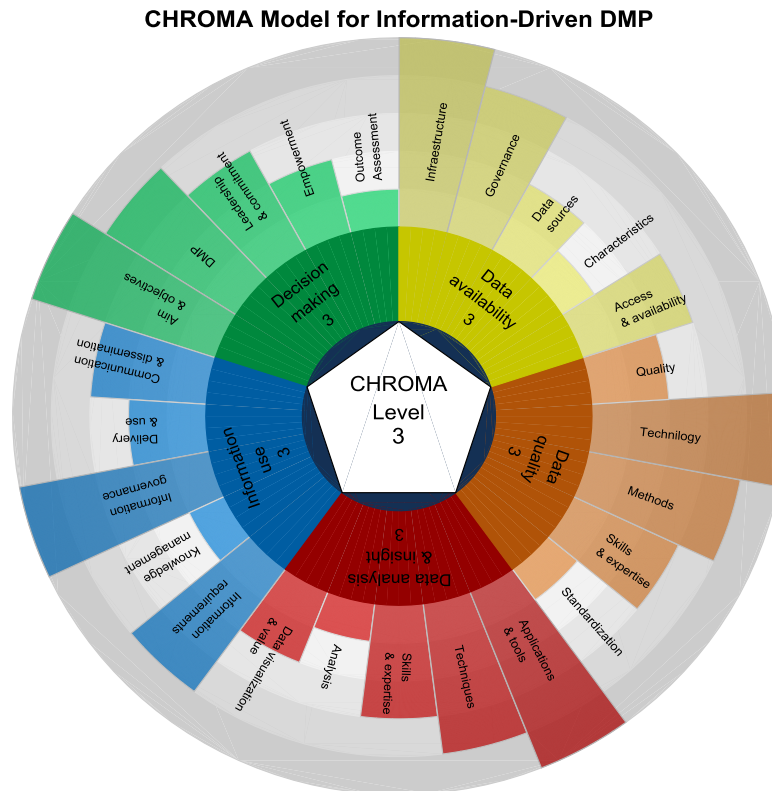 CHROMA Model for Information-Driven DMP
CHROMA
Level
3
Data
availability
3
Infraestructure
Governance
Data
sources
Characteristics
Access
& availability
Data
quality
3
Quality
Technilogy
Methods
Skills
& expertise
Standardization
Data analysis
& insight
3
Applications
& tools
Techniques
Skills
& expertise
Analysis
Data visualization
& value
Information
use
3
Information
requirements
Knowledge
management
Information
governance
Delivery
& use
Communication
& dissemination
Decision
making
3
Aim
& objectives
DMP
Leadership
& commitment
Empowerment
Outcome
Assessment